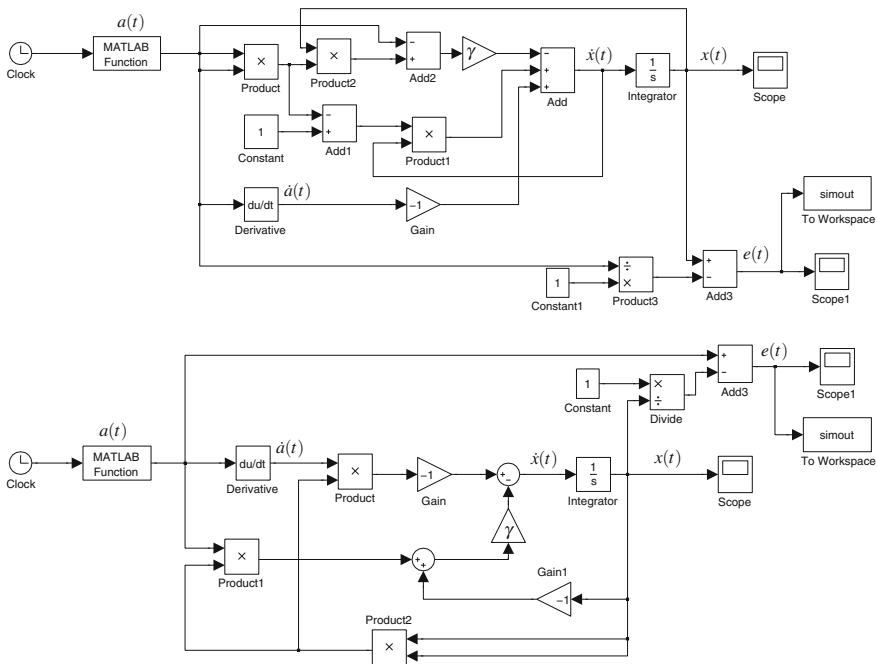 a(t)
MATLAB
Function
Clock
×
Product
×
Product2
−
+
Add2
γ
−
+
+
Add
ẋ(t)
1
s
Integrator
x(t)
Scope
1
Constant
−
+
Add1
×
Product1
du/dt
Derivative
ȧ(t)
−1
Gain
simout
To Workspace
1
Constant1
÷
×
Product3
+
−
Add3
e(t)
Scope1
+
−
Add3
e(t)
Scope1
1
Constant
×
÷
Divide
simout
To Workspace
a(t)
MATLAB
Function
Clock
du/dt
Derivative
ȧ(t)
×
Product
−1
Gain
+
−
ẋ(t)
1
s
Integrator
x(t)
Scope
γ
×
Product1
+
+
Gain1
−1
Product2
×